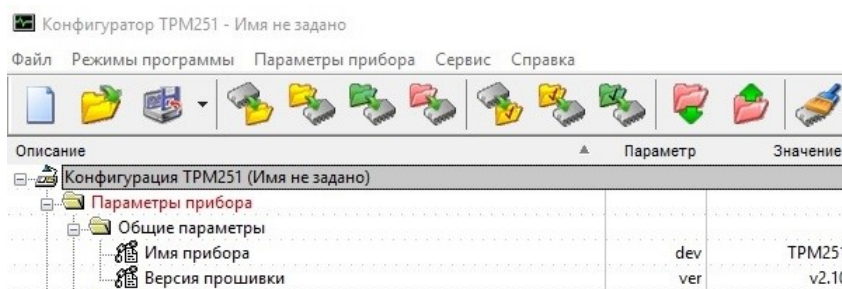 Конфигуратор ТРМ251 - Имя не задано
Файл Режимы программы Параметры прибора Сервис Справка
Описание Параметр Значение
Конфигурация ТРМ251 (Имя не задано)
Параметры прибора
Общие параметры
Имя прибора dev ТРМ251
Версия прошивки ver v2.10